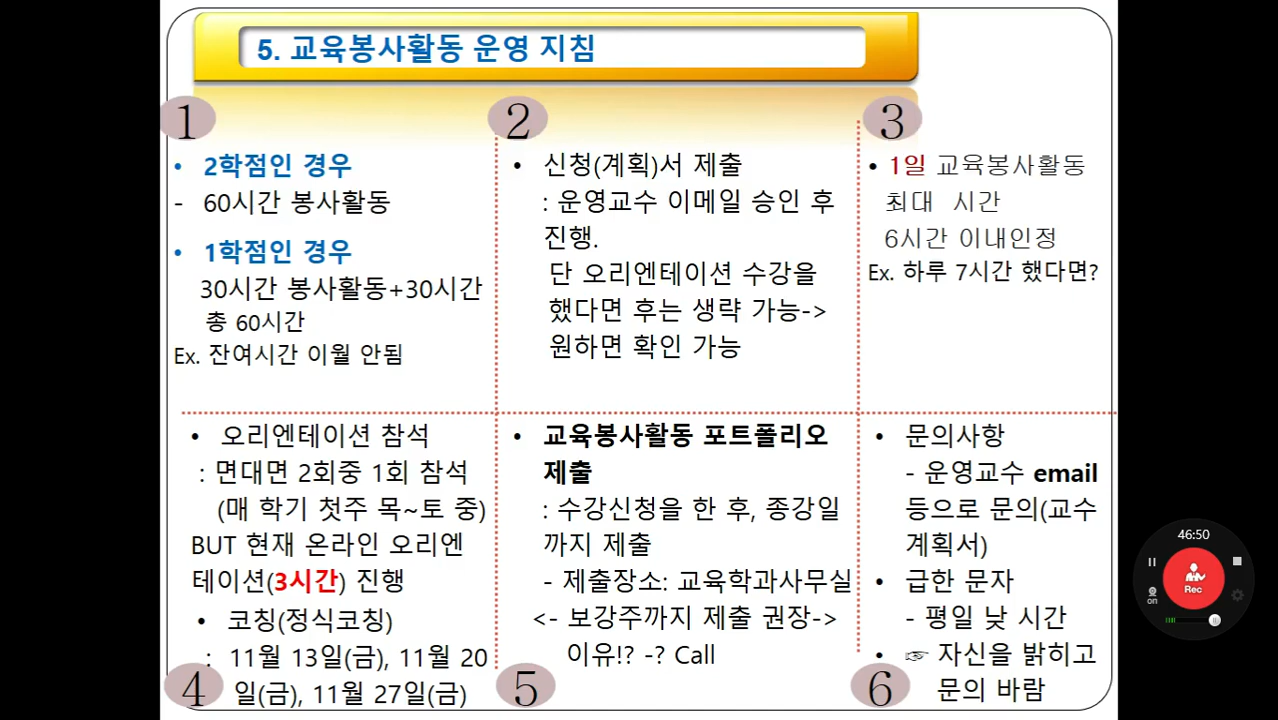 5. 교육봉사활동 운영 지침
1
• 2학점인 경우
- 60시간 봉사활동
• 1학점인 경우
30시간 봉사활동+30시간
총 60시간
Ex. 잔여시간 이월 안됨
2
• 신청(계획)서 제출
: 운영교수 이메일 승인 후
진행.
단 오리엔테이션 수강을
했다면 후는 생략 가능->
원하면 확인 가능
3
• 1일 교육봉사활동
최대 시간
6시간 이내인정
Ex. 하루 7시간 했다면?
• 오리엔테이션 참석
: 면대면 2회중 1회 참석
(매 학기 첫주 목~토 중)
BUT 현재 온라인 오리엔
테이션(3시간) 진행
• 코칭(정식코칭)
: 11월 13일(금), 11월 20
일(금), 11월 27일(금)
4
• 교육봉사활동 포트폴리오
제출
: 수강신청을 한 후, 종강일
까지 제출
- 제출장소: 교육학과사무실
<- 보강주까지 제출 권장->
이유!? -? Call
5
• 문의사항
- 운영교수 email
등으로 문의(교수
계획서)
• 급한 문자
- 평일 낮 시간
• ☞ 자신을 밝히고
문의 바람
6
46:50
Rec
on